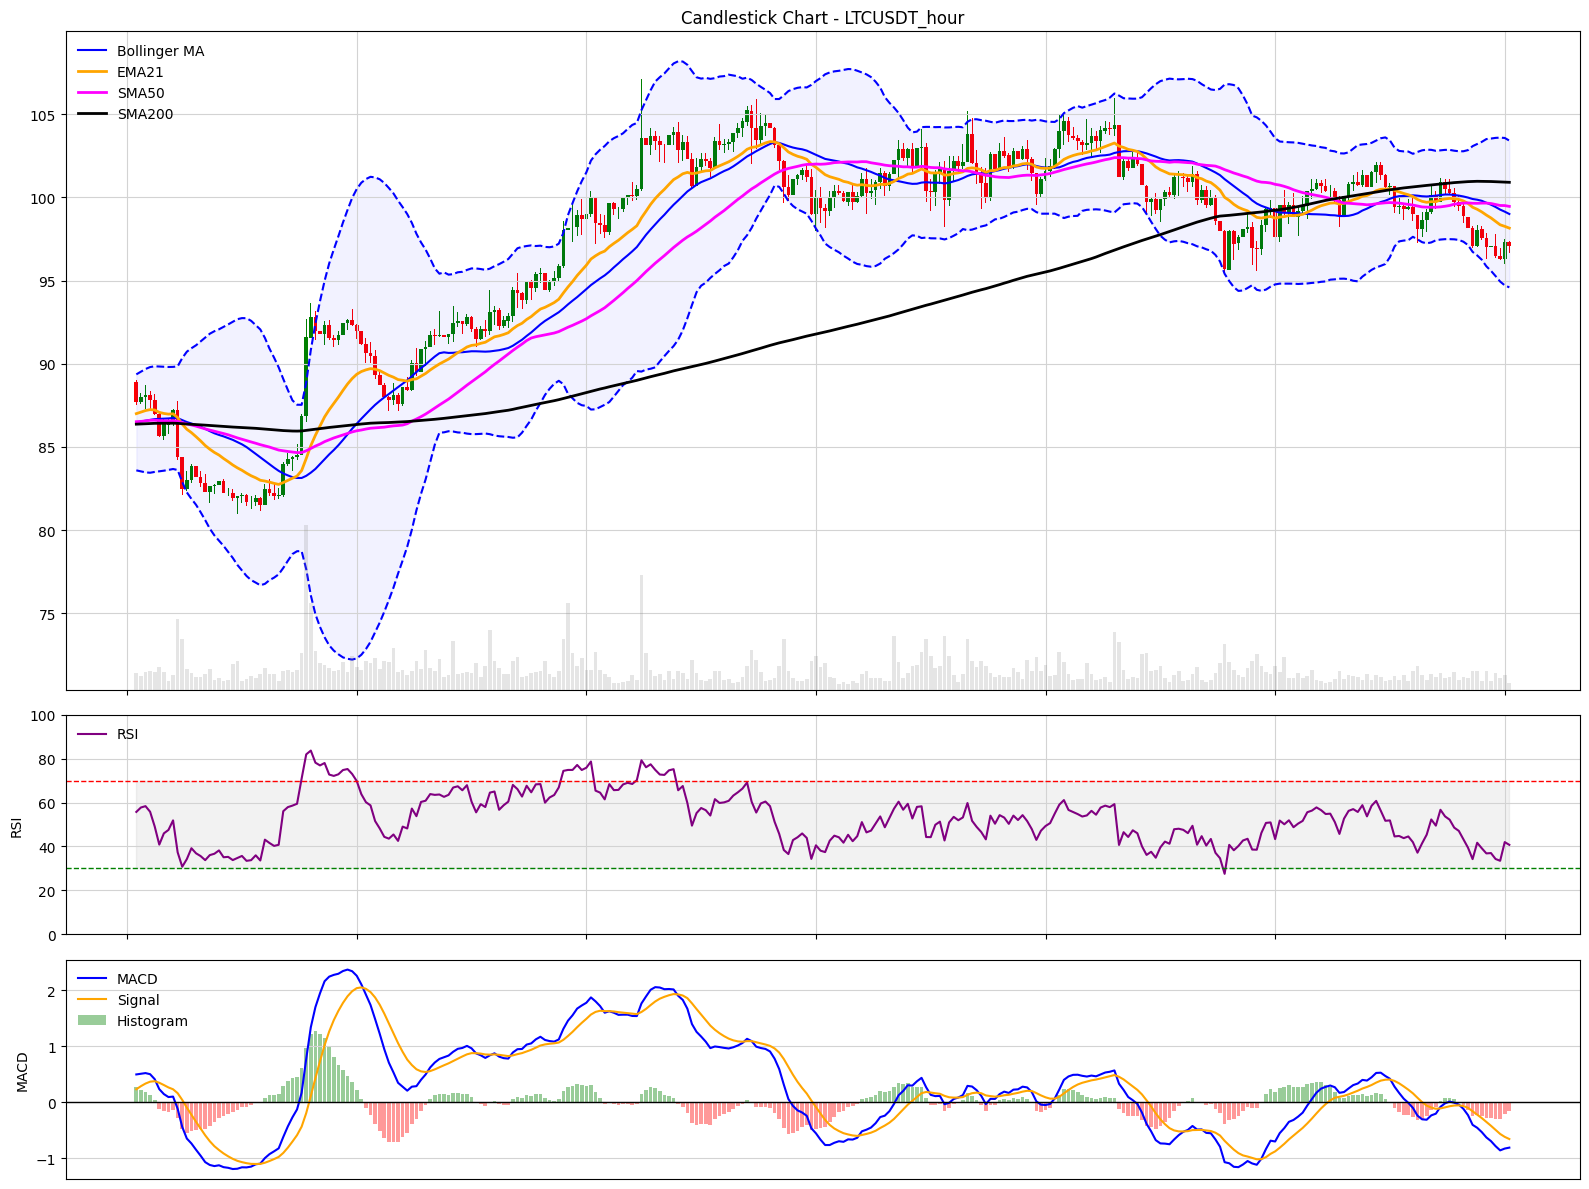 Candlestick Chart - LTCUSDT_hour
Bollinger MA
EMA21
SMA50
SMA200
105
100
95
90
85
80
75
RSI
100
80
60
40
20
0
RSI
MACD
Signal
Histogram
2
1
0
−1
MACD